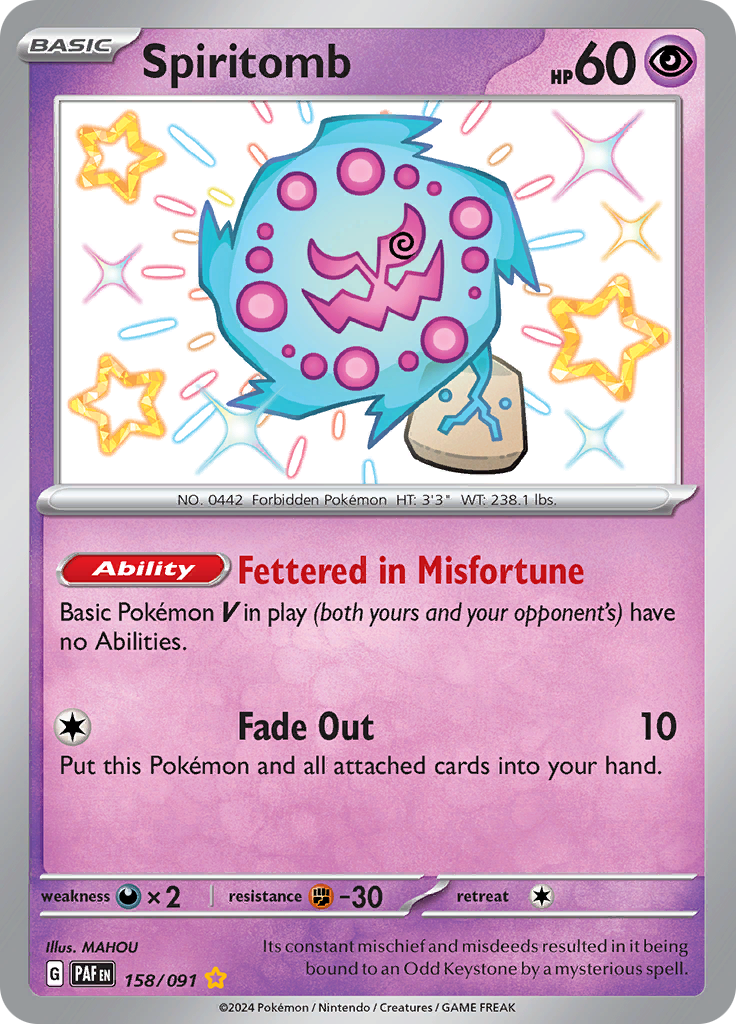 BASIC
Spiritomb
HP60
NO. 0442 Forbidden Pokémon HT: 3'3" WT: 238.1 lbs.
Ability Fettered in Misfortune
Basic Pokémon V in play (both yours and your opponent's) have
no Abilities.
Fade Out 10
Put this Pokémon and all attached cards into your hand.
weakness ×2 resistance -30 retreat
Illus. MAHOU
Its constant mischief and misdeeds resulted in it being
bound to an Odd Keystone by a mysterious spell.
G PAF EN 158/091
©2024 Pokémon / Nintendo / Creatures / GAME FREAK